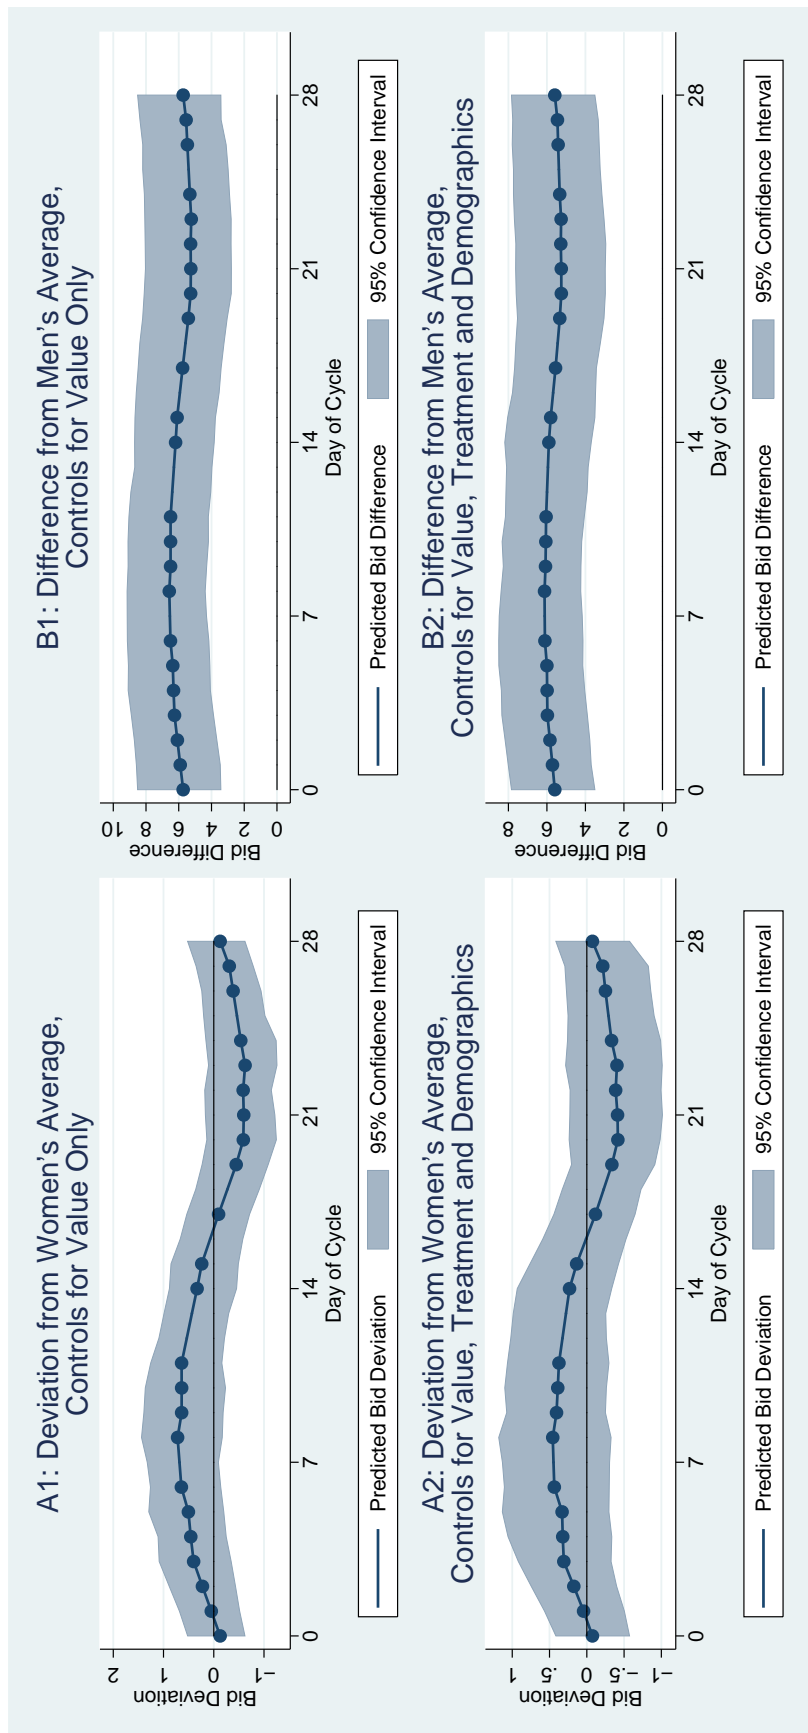 A1: Deviation from Women's Average,
Controls for Value Only
Bid Deviation
2
1
0
−1
0
7
14
21
28
Day of Cycle
Predicted Bid Deviation
95% Confidence Interval
B1: Difference from Men's Average,
Controls for Value Only
Bid Difference
10
8
6
4
2
0
0
7
14
21
28
Day of Cycle
Predicted Bid Difference
95% Confidence Interval
A2: Deviation from Women's Average,
Controls for Value, Treatment and Demographics
Bid Deviation
1
.5
0
−.5
−1
0
7
14
21
28
Day of Cycle
Predicted Bid Deviation
95% Confidence Interval
B2: Difference from Men's Average,
Controls for Value, Treatment and Demographics
Bid Difference
8
6
4
2
0
0
7
14
21
28
Day of Cycle
Predicted Bid Difference
95% Confidence Interval